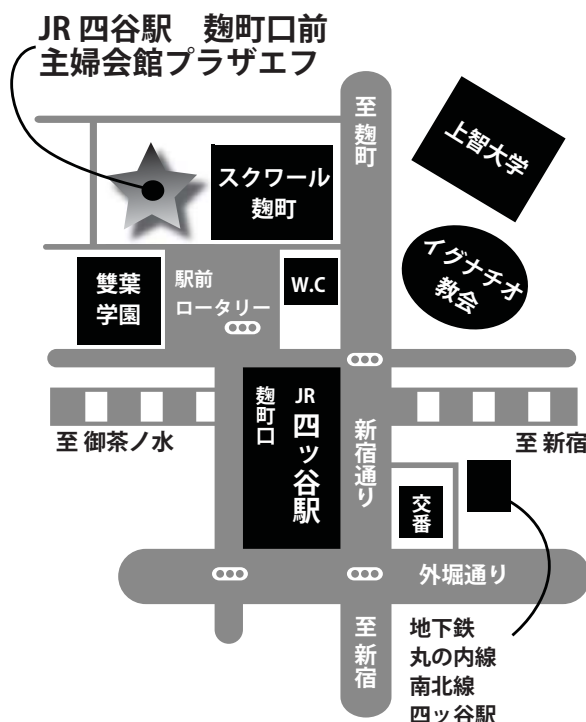 JR 四谷駅 麹町口前
主婦会館プラザエフ
至 麹町
上智大学
スクワール
麹町
イグナチオ
教会
雙葉
学園
駅前
ロータリー
W.C
麹町口
JR 四ッ谷駅
新宿通り
至 御茶ノ水
至 新宿
交番
外堀通り
至 新宿
地下鉄
丸の内線
南北線
四ッ谷駅